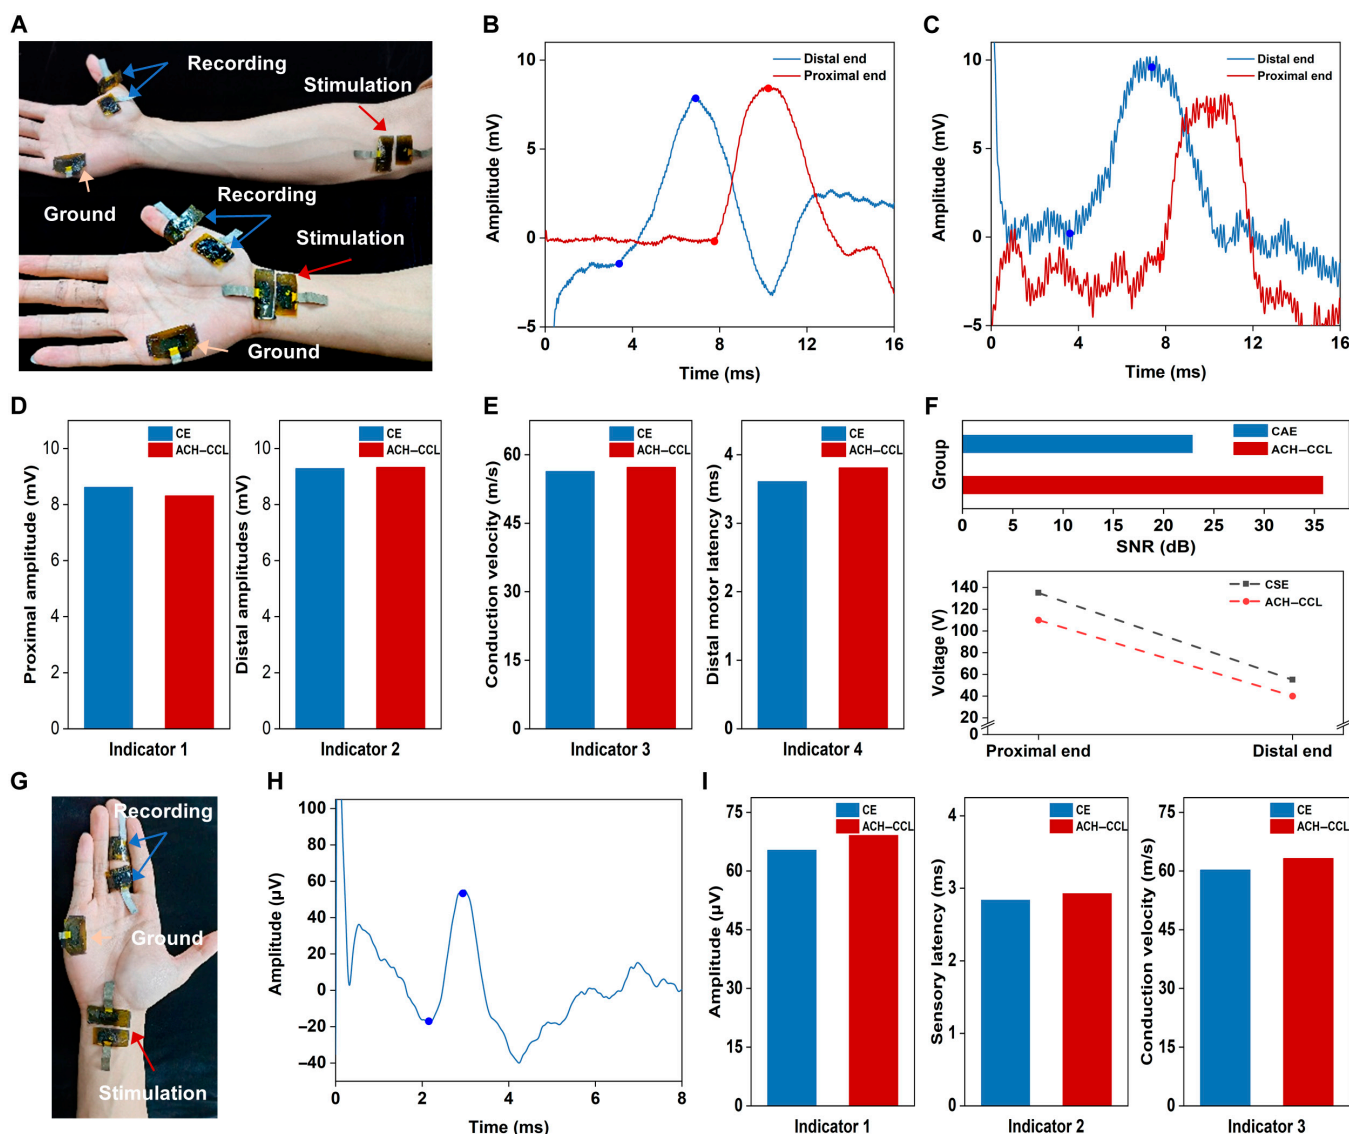 A
Recording
Stimulation
Ground
Recording
Stimulation
Ground
B
Distal end
Proximal end
Amplitude (mV)
10
5
0
−5
0
4
8
12
16
Time (ms)
C
Distal end
Proximal end
Amplitude (mV)
10
5
0
−5
0
4
8
12
16
Time (ms)
D
CE
ACH–CCL
Proximal amplitude (mV)
10
8
6
4
2
0
Indicator 1
CE
ACH–CCL
Distal amplitudes (mV)
10
8
6
4
2
0
Indicator 2
E
CE
ACH–CCL
Conduction velocity (m/s)
60
45
30
15
0
Indicator 3
CE
ACH–CCL
Distal motor latency (ms)
4
3
2
1
0
Indicator 4
F
CAE
ACH–CCL
Group
0
5
10
15
20
25
30
35
SNR (dB)
CSE
ACH–CCL
Voltage (V)
140
120
100
80
60
40
20
0
Proximal end
Distal end
G
Recording
Ground
Stimulation
H
Amplitude (µV)
100
80
60
40
20
0
−20
−40
0
2
4
6
8
Time (ms)
I
CE
ACH–CCL
Amplitude (µV)
75
60
45
30
15
0
Indicator 1
CE
ACH–CCL
Sensory latency (ms)
4
3
2
1
0
Indicator 2
CE
ACH–CCL
Conduction velocity (m/s)
75
60
45
30
15
0
Indicator 3